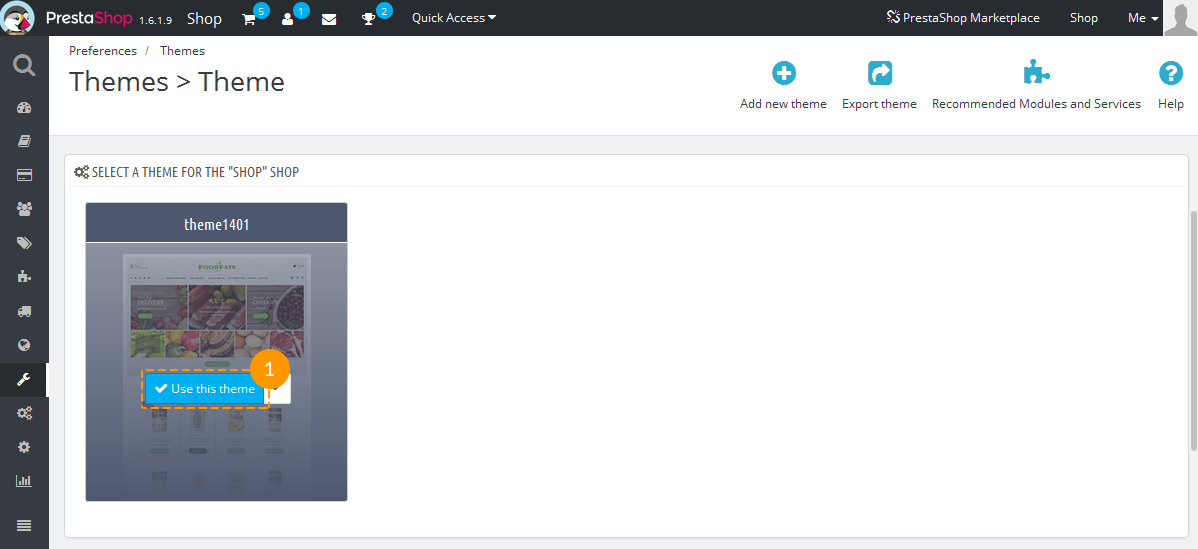 PrestaShop 1.6.1.9 Shop 5 1 2 Quick Access PrestaShop Marketplace Shop Me
Preferences / Themes
Themes > Theme
Add new theme Export theme Recommended Modules and Services Help
SELECT A THEME FOR THE "SHOP" SHOP
theme1401
FOODFATE
DELIVERY
1
Use this theme